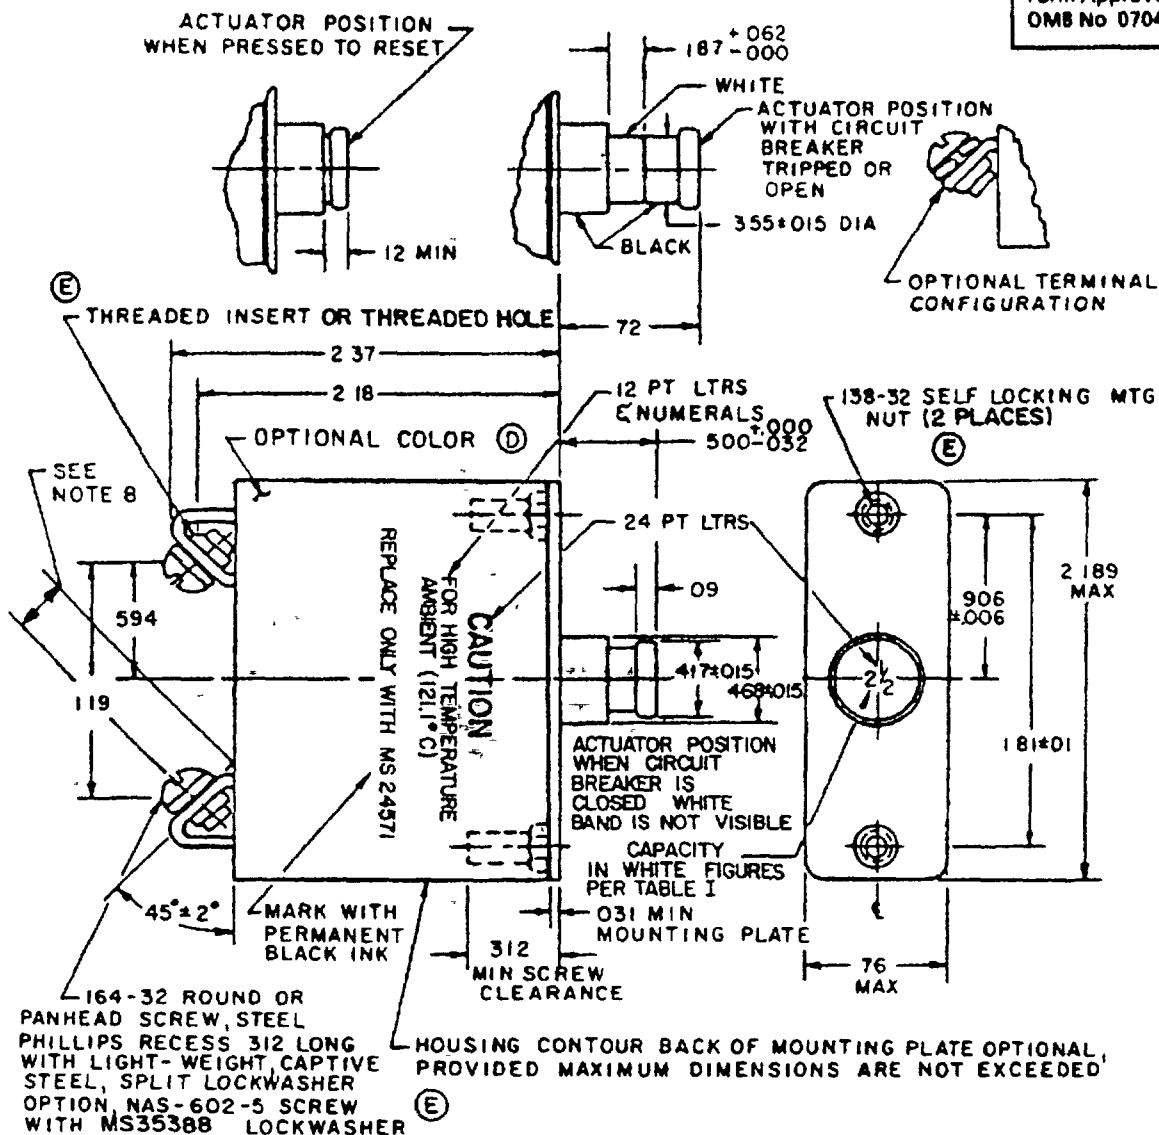 Form Approve
OMB No 0704
ACTUATOR POSITION
WHEN PRESSED TO RESET
12 MIN
187 +.062 -000
WHITE
ACTUATOR POSITION
WITH CIRCUIT
BREAKER
TRIPPED OR
OPEN
355±015 DIA
BLACK
72
OPTIONAL TERMINAL
CONFIGURATION
Ⓔ
THREADED INSERT OR THREADED HOLE
2 37
2 18
12 PT LTRS
& NUMERALS
500 +.000 -032
138-32 SELF LOCKING MTG
NUT (2 PLACES)
Ⓔ
OPTIONAL COLOR Ⓓ
SEE
NOTE 8
24 PT LTRS
594
1 19
REPLACE ONLY WITH MS 24571
FOR HIGH TEMPERATURE
AMBIENT (121.1°C)
CAUTION
09
417±015
468±015
2 1/2
.906
±.006
2 189
MAX
1 81±01
ACTUATOR POSITION
WHEN CIRCUIT
BREAKER IS
CLOSED WHITE
BAND IS NOT VISIBLE
CAPACITY
IN WHITE FIGURES
PER TABLE I
45°±2°
MARK WITH
PERMANENT
BLACK INK
031 MIN
MOUNTING PLATE
312
MIN SCREW
CLEARANCE
℄
76
MAX
164-32 ROUND OR
PANHEAD SCREW, STEEL
PHILLIPS RECESS 312 LONG
WITH LIGHT-WEIGHT, CAPTIVE
STEEL, SPLIT LOCKWASHER
OPTION, NAS-602-5 SCREW
WITH MS35388 LOCKWASHER
HOUSING CONTOUR BACK OF MOUNTING PLATE OPTIONAL,
PROVIDED MAXIMUM DIMENSIONS ARE NOT EXCEEDED
Ⓔ